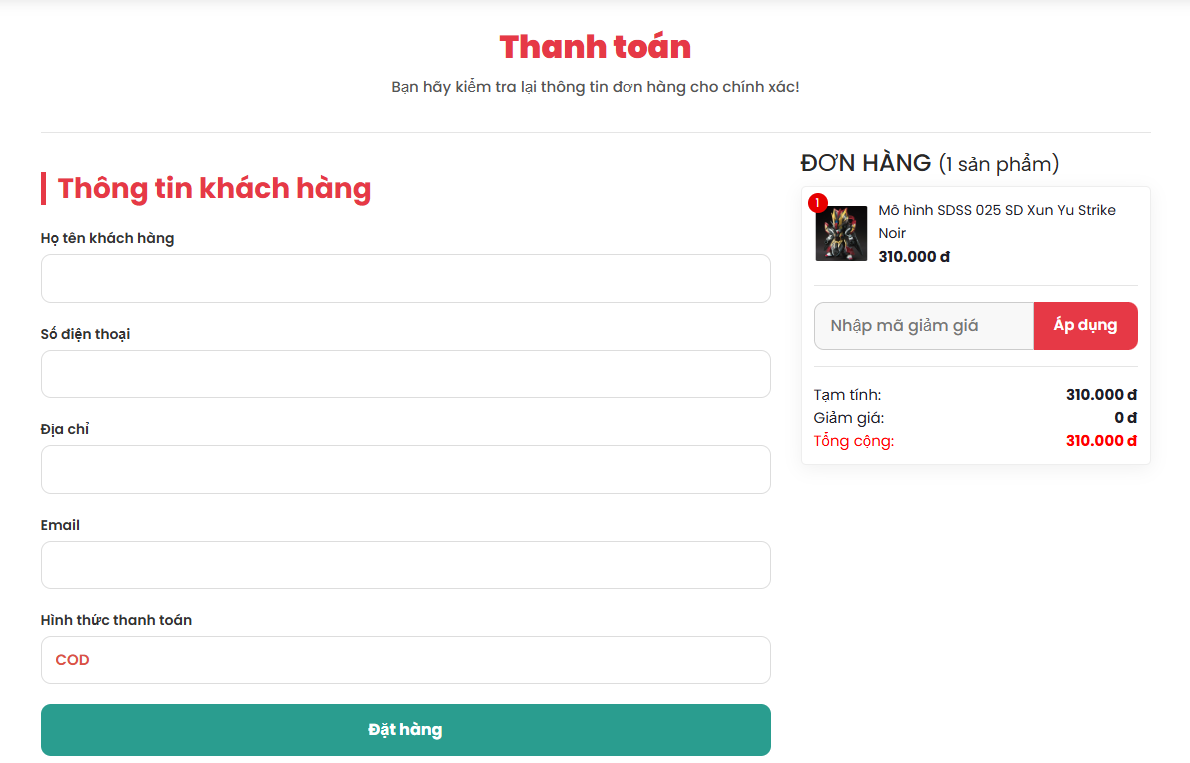 Thanh toán
Bạn hãy kiểm tra lại thông tin đơn hàng cho chính xác!
Thông tin khách hàng
Họ tên khách hàng
Số điện thoại
Địa chỉ
Email
Hình thức thanh toán
COD
Đặt hàng
ĐƠN HÀNG (1 sản phẩm)
1
Mô hình SDSS 025 SD Xun Yu Strike
Noir
310.000 đ
Nhập mã giảm giá
Áp dụng
Tạm tính: 310.000 đ
Giảm giá: 0 đ
Tổng cộng: 310.000 đ